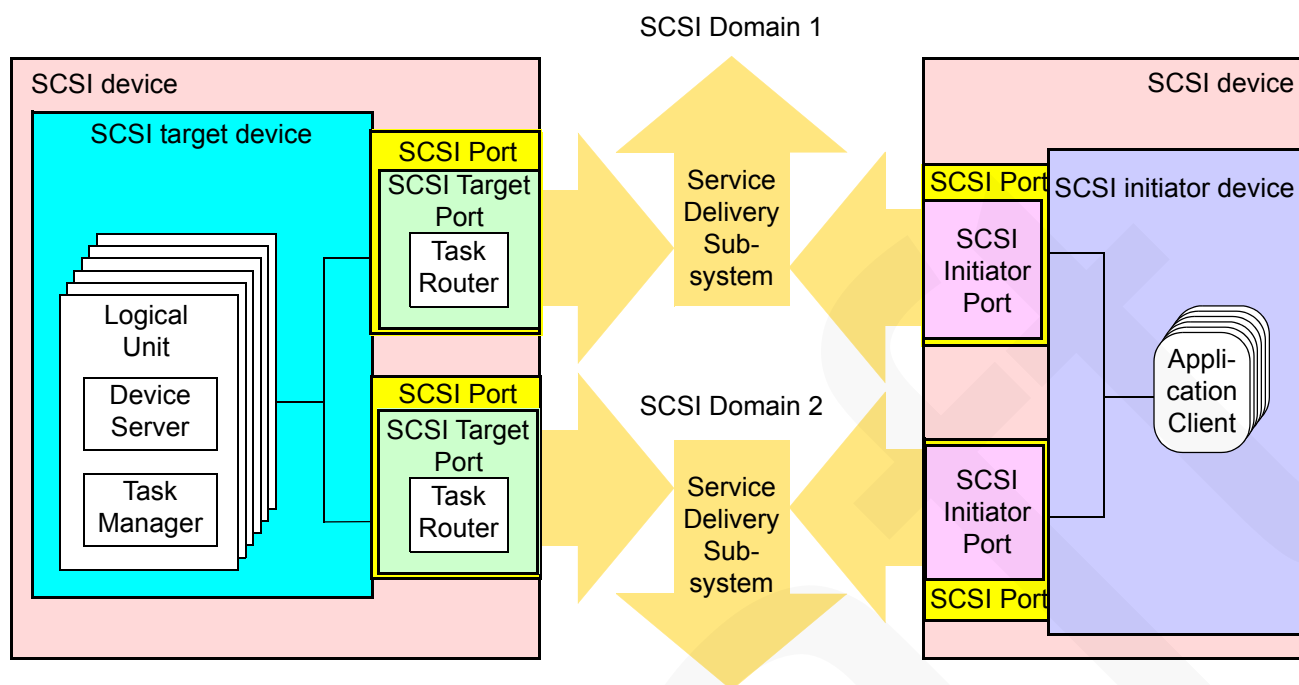 SCSI Domain 1
SCSI device
SCSI target device
SCSI Port
SCSI Target
Port
Task
Router
Logical
Unit
Device
Server
Task
Manager
SCSI Port
SCSI Target
Port
Task
Router
Service
Delivery
Sub-
system
SCSI Domain 2
Service
Delivery
Sub-
system
SCSI device
SCSI Port
SCSI initiator device
SCSI
Initiator
Port
Appli-
cation
Client
SCSI
Initiator
Port
SCSI Port